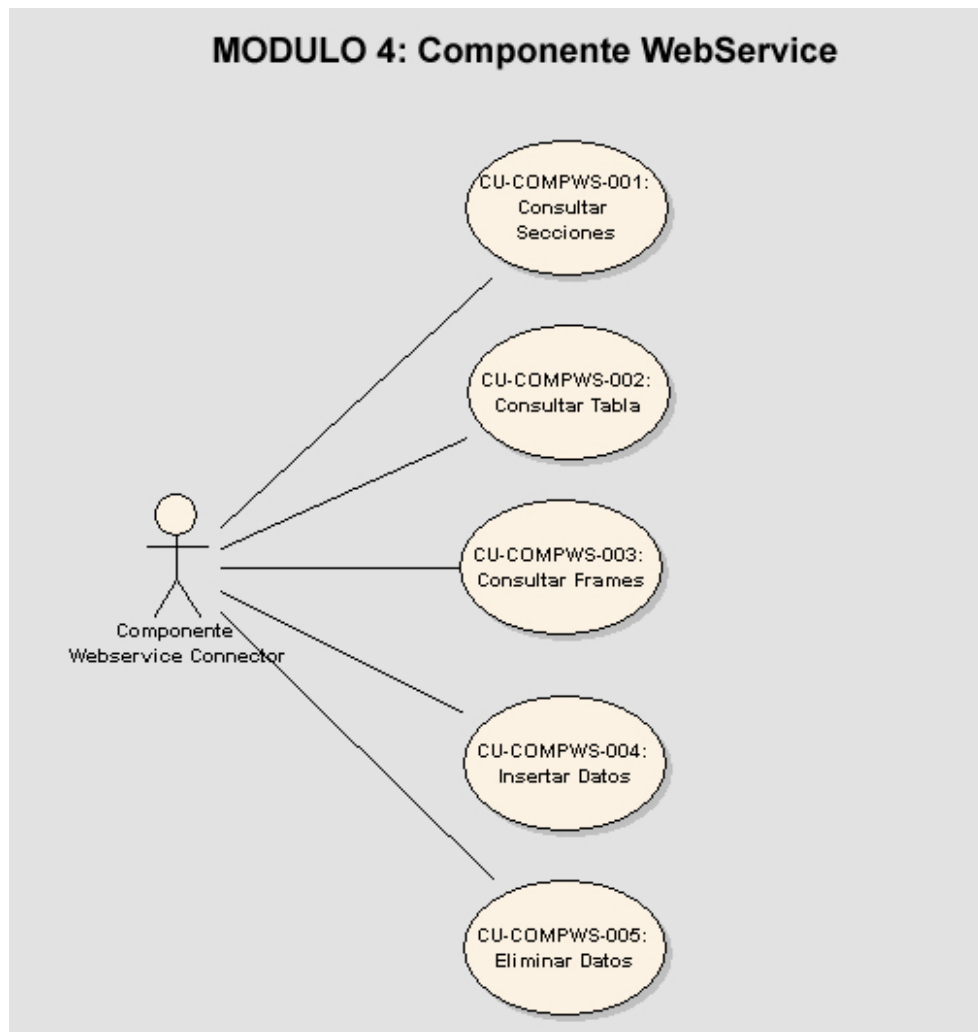 MODULO 4: Componente WebService
CU-COMPWS-001:
Consultar
Secciones
CU-COMPWS-002:
Consultar Tabla
CU-COMPWS-003:
Consultar Frames
Componente
Webservice Connector
CU-COMPWS-004:
Insertar Datos
CU-COMPWS-005:
Eliminar Datos